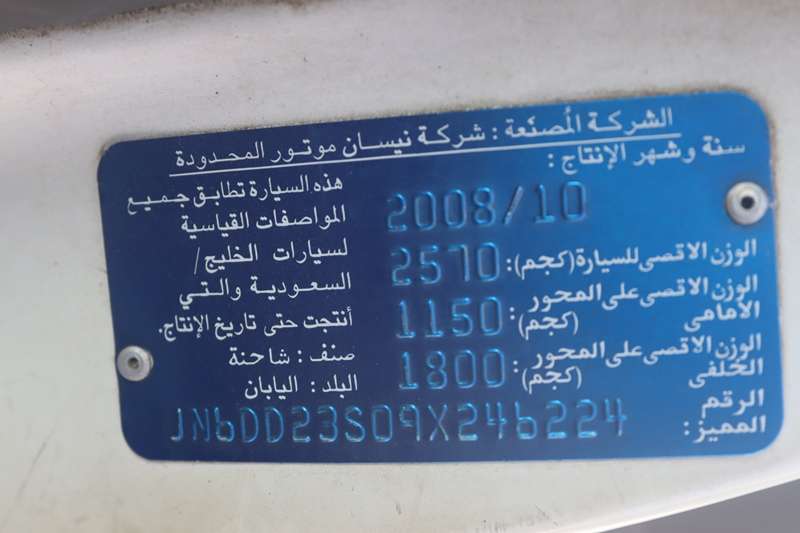 الشركة المُصنّعة : شركة نيسان موتور المحدودة
سنة وشهر الإنتاج :
2008/10
هذه السيارة تطابق جميع
المواصفات القياسية
لسيارات الخليج/
السعودية والتي
أنتجت حتى تاريخ الإنتاج.
صنف : شاحنة
البلد : اليابان
الوزن الاقصى للسيارة (كجم): 2570
الوزن الاقصى على المحور الامامى (كجم): 1150
الوزن الاقصى على المحور الخلفى (كجم): 1800
الرقم
المميز: JN6DD23S09X246224